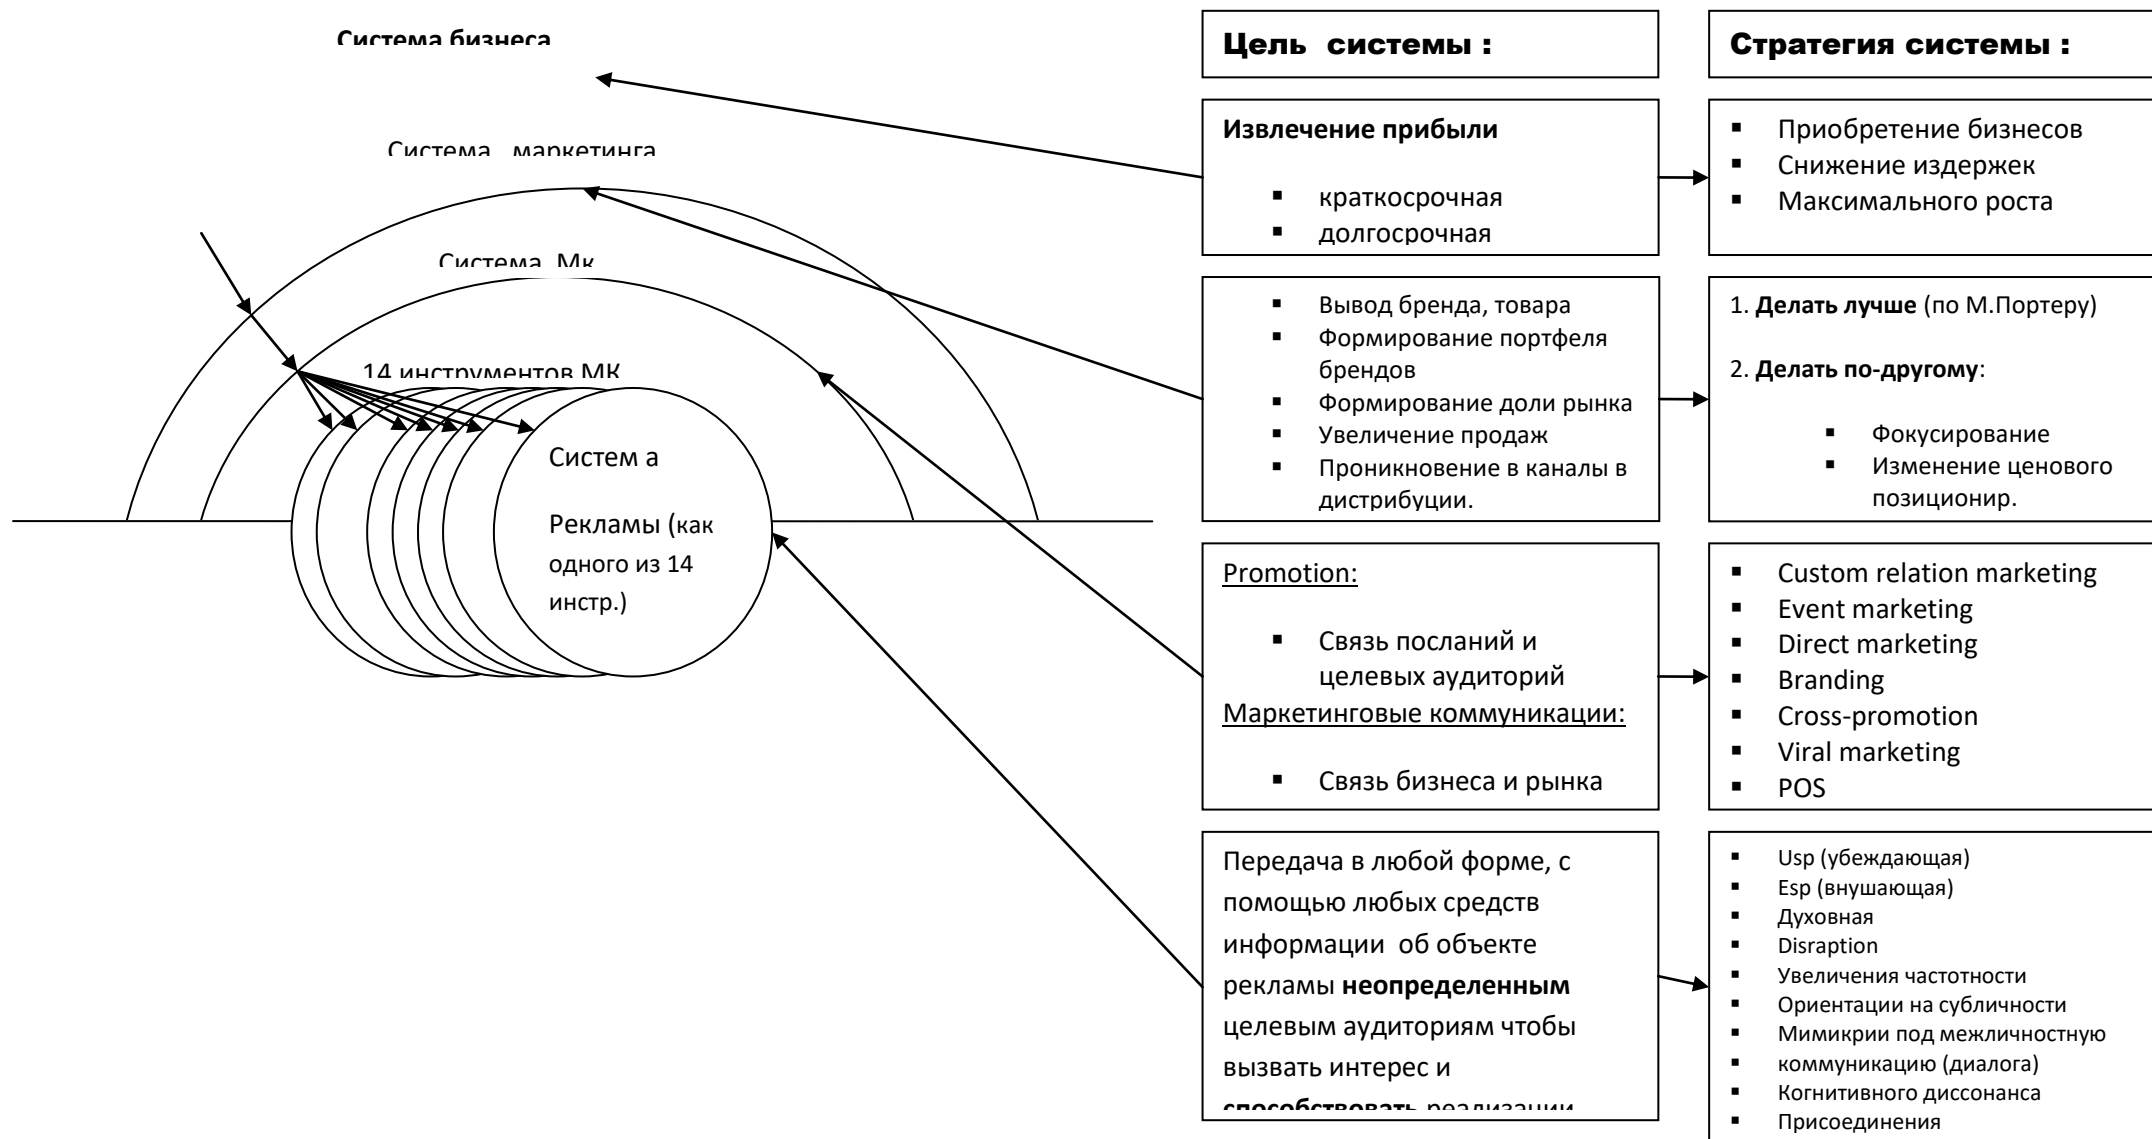 Система бизнеса
Система маркетинга
Система Мк
14 инструментов МК
Систем а
Рекламы (как
одного из 14
инстр.)
Цель системы :
Стратегия системы :
Извлечение прибыли
▪ краткосрочная
▪ долгосрочная
▪ Приобретение бизнесов
▪ Снижение издержек
▪ Максимального роста
▪ Вывод бренда, товара
▪ Формирование портфеля
брендов
▪ Формирование доли рынка
▪ Увеличение продаж
▪ Проникновение в каналы в
дистрибуции.
1. Делать лучше (по М.Портеру)
2. Делать по-другому:
▪ Фокусирование
▪ Изменение ценового
позиционир.
Promotion:
▪ Связь посланий и
целевых аудиторий
Маркетинговые коммуникации:
▪ Связь бизнеса и рынка
▪ Custom relation marketing
▪ Event marketing
▪ Direct marketing
▪ Branding
▪ Cross-promotion
▪ Viral marketing
▪ POS
Передача в любой форме, с
помощью любых средств
информации об объекте
рекламы неопределенным
целевым аудиториям чтобы
вызвать интерес и
способствовать реализации
▪ Usp (убеждающая)
▪ Esp (внушающая)
▪ Духовная
▪ Disraption
▪ Увеличения частотности
▪ Ориентации на субличности
▪ Мимикрии под межличностную
▪ коммуникацию (диалога)
▪ Когнитивного диссонанса
▪ Присоединения